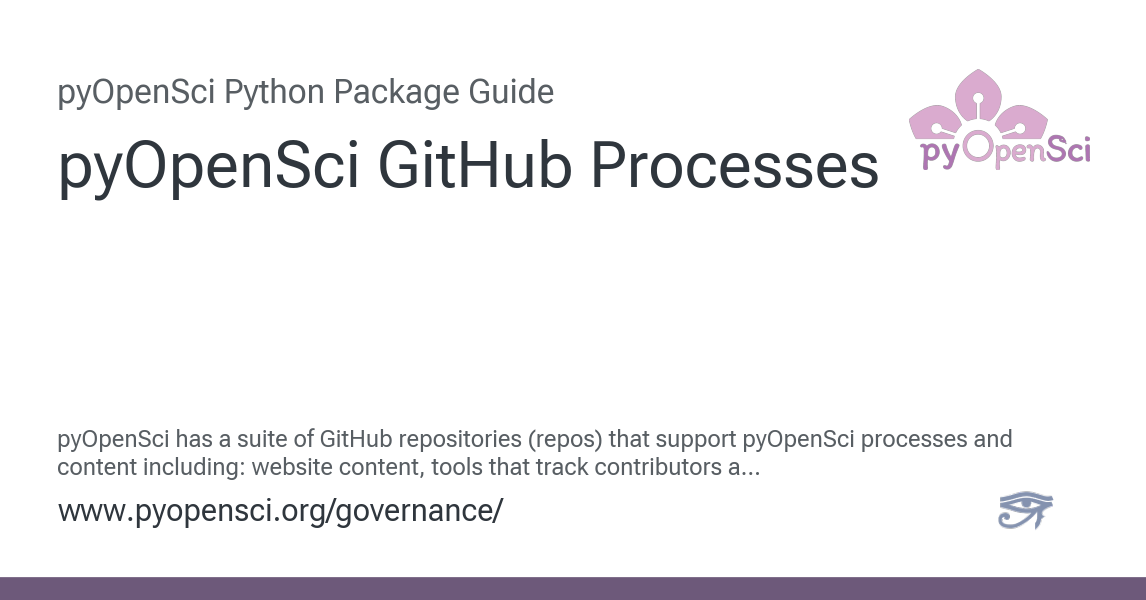 pyOpenSci Python Package Guide
pyOpenSci GitHub Processes
pyOpenSci
pyOpenSci has a suite of GitHub repositories (repos) that support pyOpenSci processes and
content including: website content, tools that track contributors a...
www.pyopensci.org/governance/